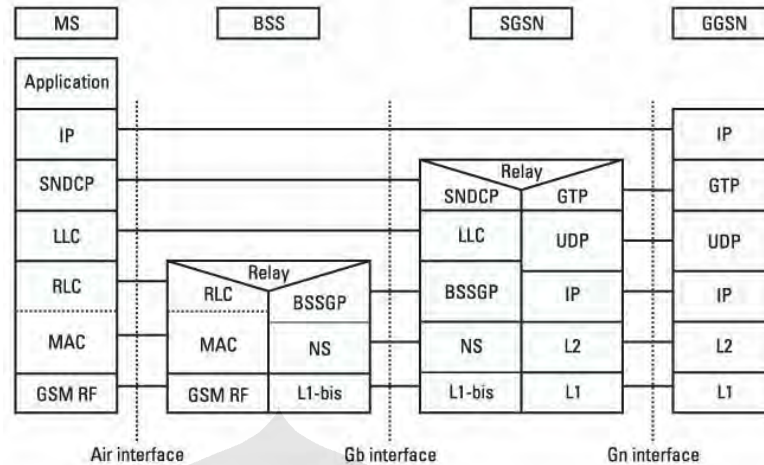 MS BSS SGSN GGSN
Application
IP IP
Relay
SNDCP SNDCP GTP GTP
LLC LLC UDP UDP
Relay
RLC RLC BSSGP BSSGP IP IP
MAC MAC NS NS L2 L2
GSM RF GSM RF L1-bis L1-bis L1 L1
Air interface Gb interface Gn interface